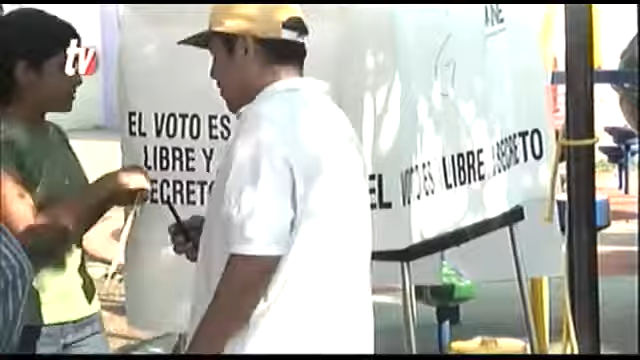 tv
EL VOTO ES
LIBRE Y
SECRETO
EL VOTO ES LIBRE Y SECRETO